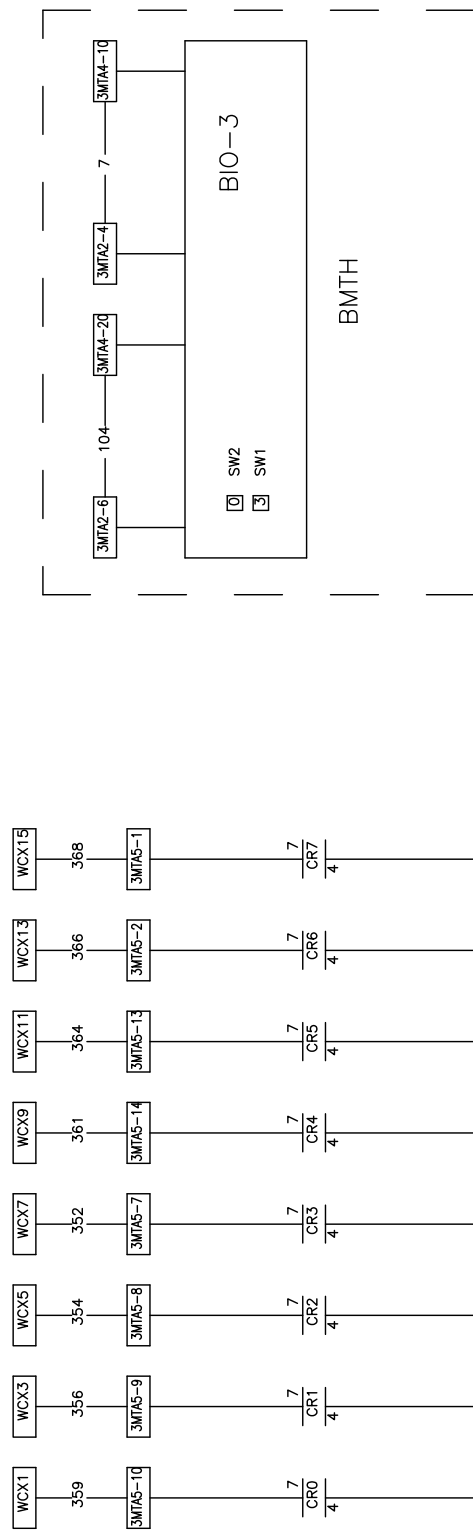 3MTA2-6
104
3MTA4-20
3MTA2-4
7
3MTA4-10
0 SW2
3 SW1
BIO-3
BMTH
WCX1
WCX3
WCX5
WCX7
WCX9
WCX11
WCX13
WCX15
359
356
354
352
361
364
366
368
3MTA5-10
3MTA5-9
3MTA5-8
3MTA5-7
3MTA5-14
3MTA5-13
3MTA5-2
3MTA5-1
7
CR0
4
7
CR1
4
7
CR2
4
7
CR3
4
7
CR4
4
7
CR5
4
7
CR6
4
7
CR7
4